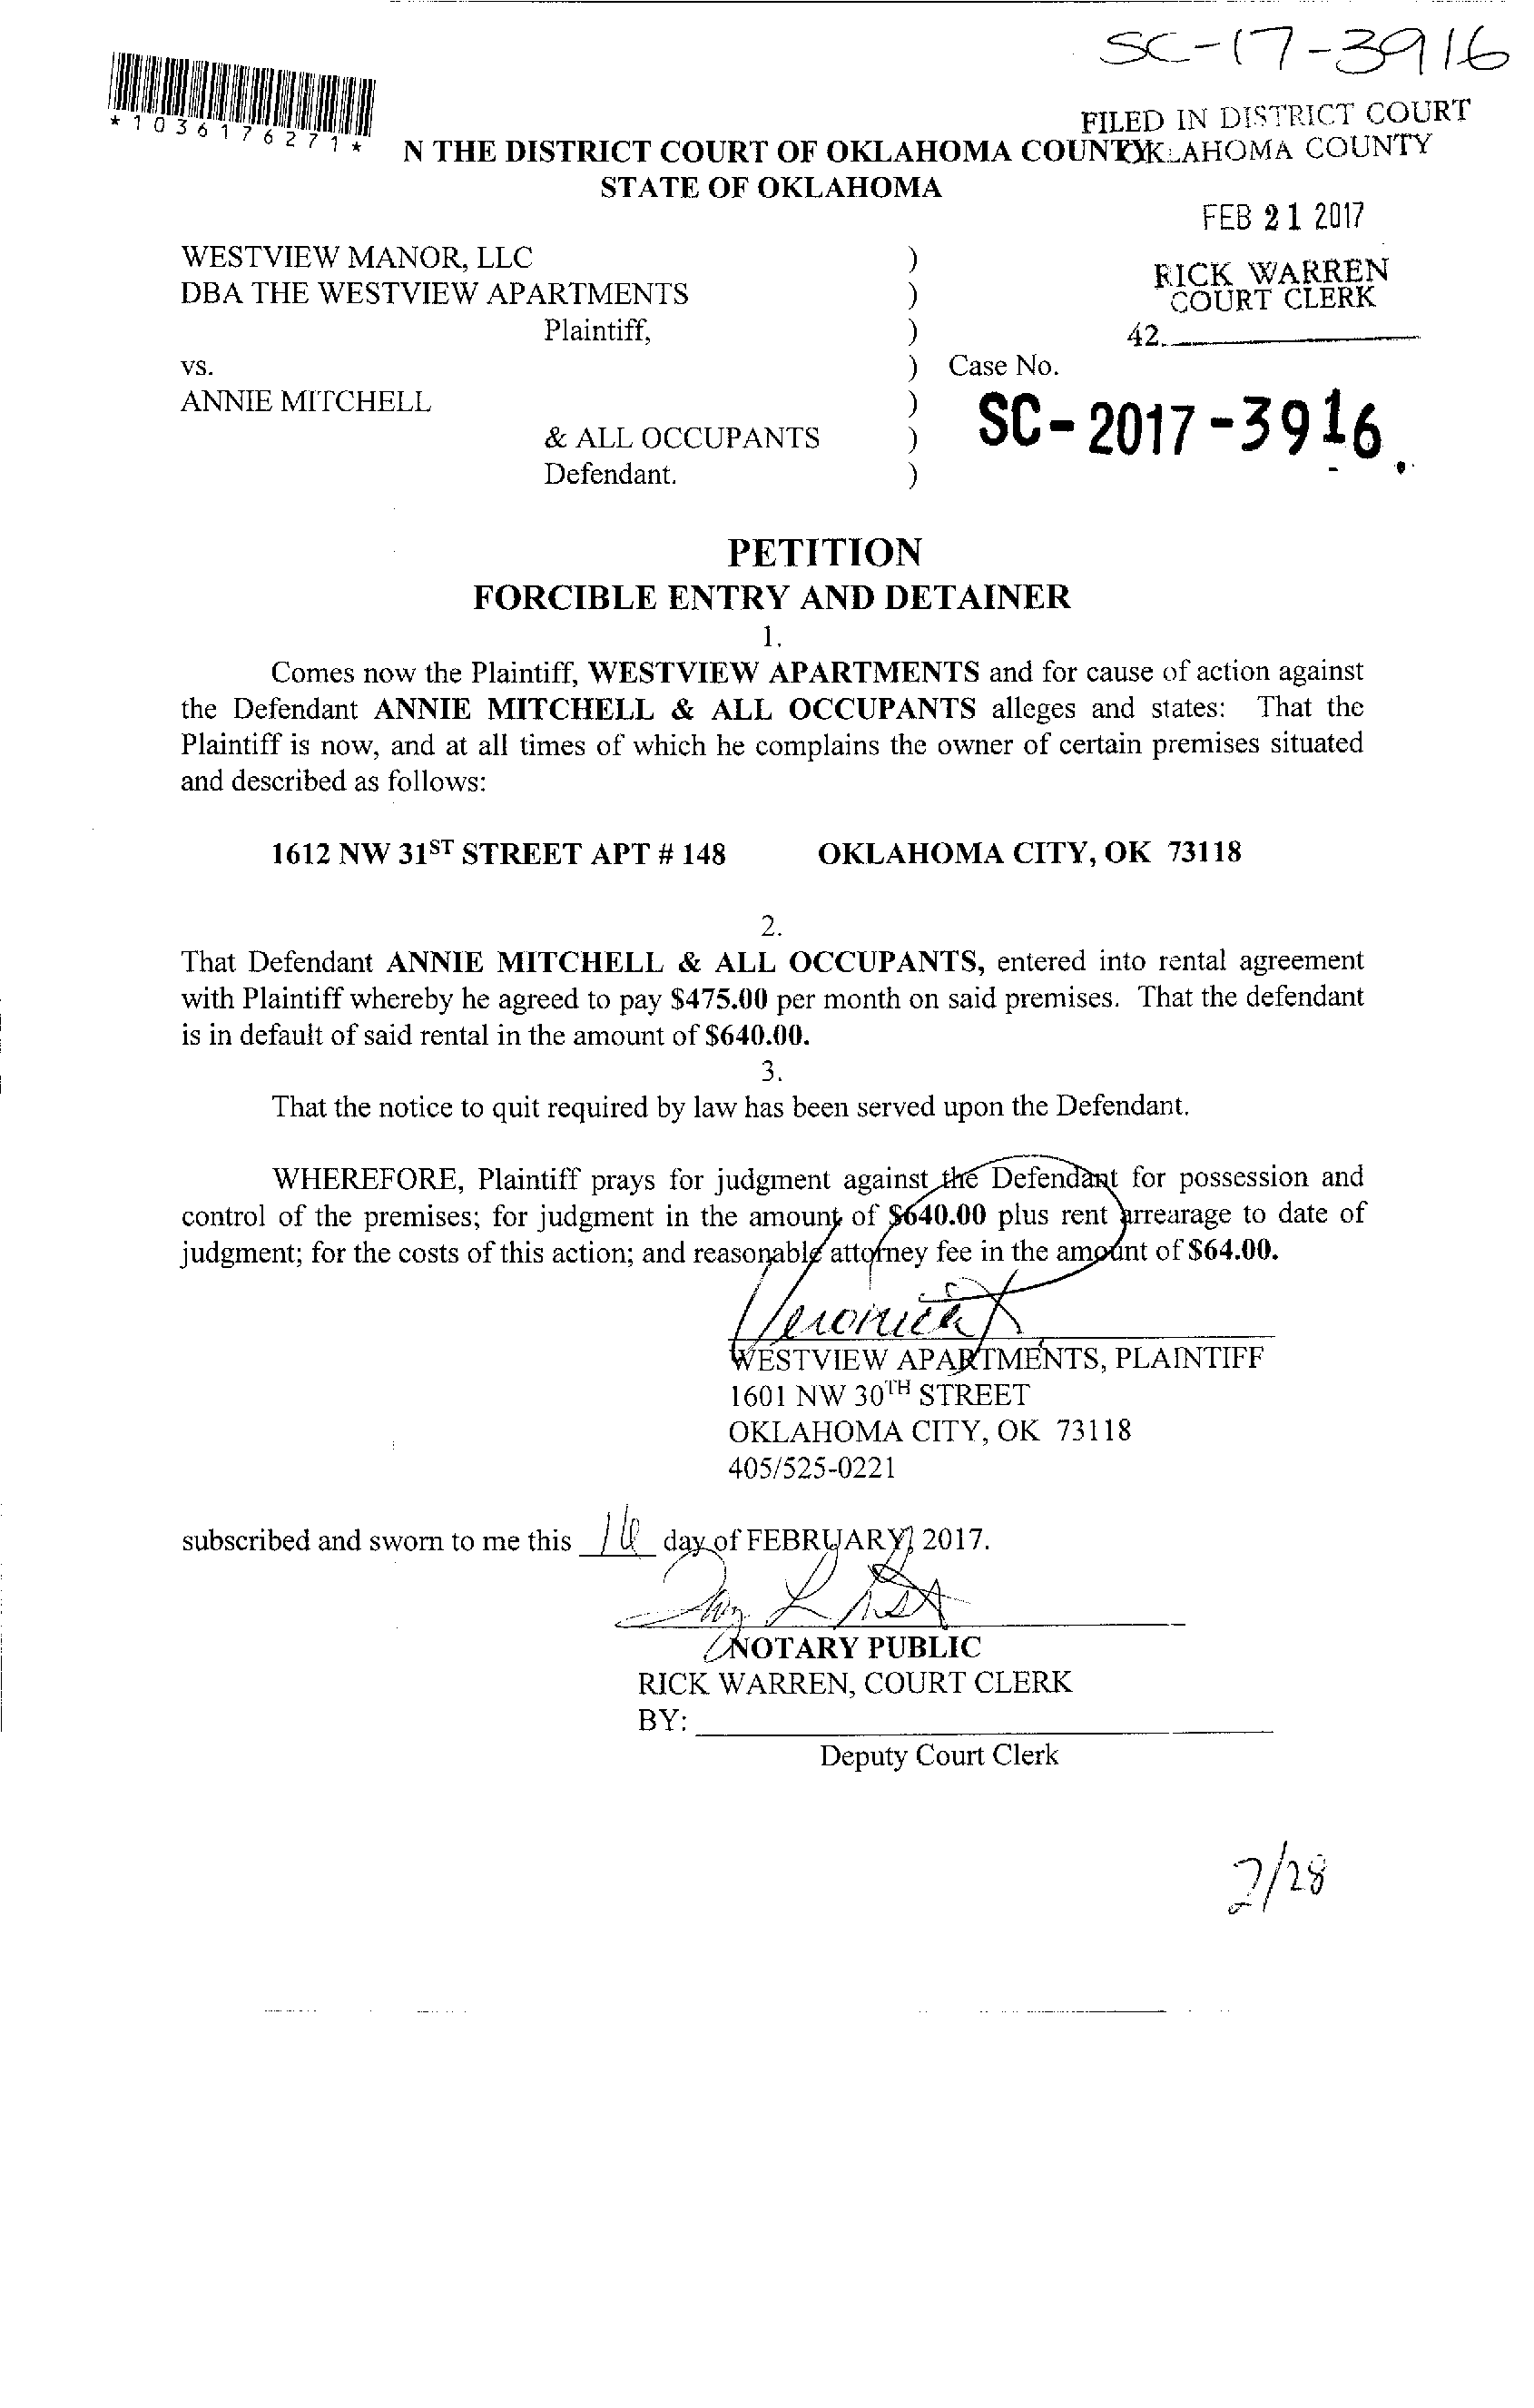 SC-17-3916
*1036176271*
FILED IN DISTRICT COURT
OKLAHOMA COUNTY
N THE DISTRICT COURT OF OKLAHOMA COUNTY
STATE OF OKLAHOMA
FEB 21 2017
WESTVIEW MANOR, LLC )
RICK WARREN
DBA THE WESTVIEW APARTMENTS )
COURT CLERK
Plaintiff, )
42
vs. ) Case No.
ANNIE MITCHELL )
SC-2017-3916
& ALL OCCUPANTS )
Defendant. )
PETITION
FORCIBLE ENTRY AND DETAINER
1.
Comes now the Plaintiff, WESTVIEW APARTMENTS and for cause of action against
the Defendant ANNIE MITCHELL & ALL OCCUPANTS alleges and states: That the
Plaintiff is now, and at all times of which he complains the owner of certain premises situated
and described as follows:
1612 NW 31ST STREET APT # 148 OKLAHOMA CITY, OK 73118
2.
That Defendant ANNIE MITCHELL & ALL OCCUPANTS, entered into rental agreement
with Plaintiff whereby he agreed to pay $475.00 per month on said premises. That the defendant
is in default of said rental in the amount of $640.00.
3.
That the notice to quit required by law has been served upon the Defendant.
WHEREFORE, Plaintiff prays for judgment against the Defendant for possession and
control of the premises; for judgment in the amount of $640.00 plus rent arrearage to date of
judgment; for the costs of this action; and reasonable attorney fee in the amount of $64.00.
Veronica
WESTVIEW APARTMENTS, PLAINTIFF
1601 NW 30TH STREET
OKLAHOMA CITY, OK 73118
405/525-0221
subscribed and sworn to me this 16 day of FEBRUARY, 2017.
NOTARY PUBLIC
RICK WARREN, COURT CLERK
BY:
Deputy Court Clerk
2/28